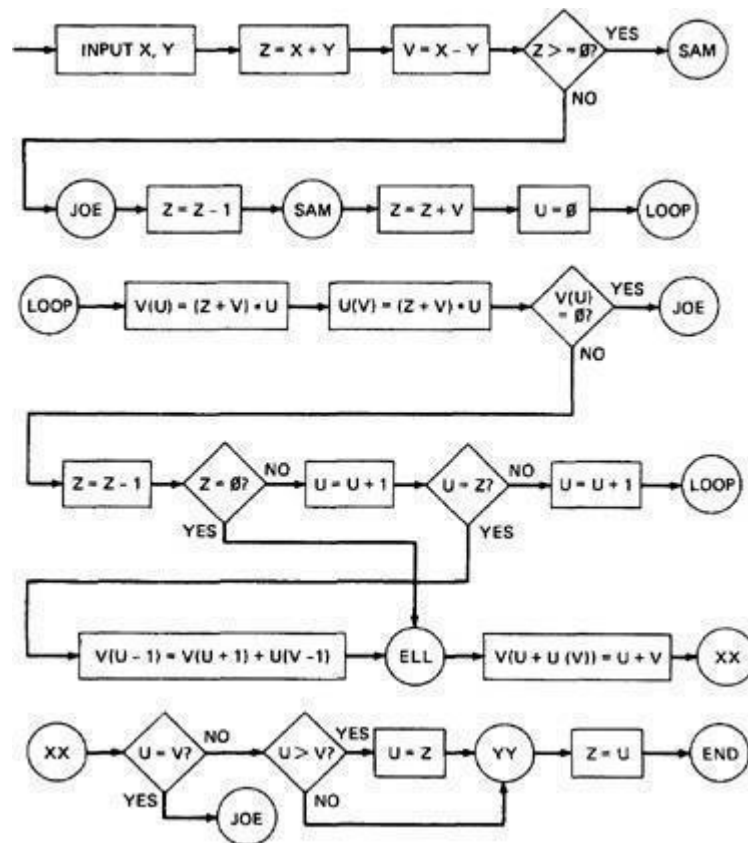 INPUT X, Y
Z = X + Y
V = X – Y
Z > = Ø?
YES
SAM
NO
JOE
Z = Z – 1
SAM
Z = Z + V
U = Ø
LOOP
LOOP
V(U) = (Z + V) • U
U(V) = (Z + V) • U
V(U)
= Ø?
YES
JOE
NO
Z = Z – 1
Z = Ø?
NO
U = U + 1
U = Z?
NO
U = U + 1
LOOP
YES
YES
V(U – 1) = V(U + 1) + U(V –1)
ELL
V(U + U (V)) = U + V
XX
XX
U = V?
NO
U > V?
YES
U = Z
YY
Z = U
END
YES
NO
JOE